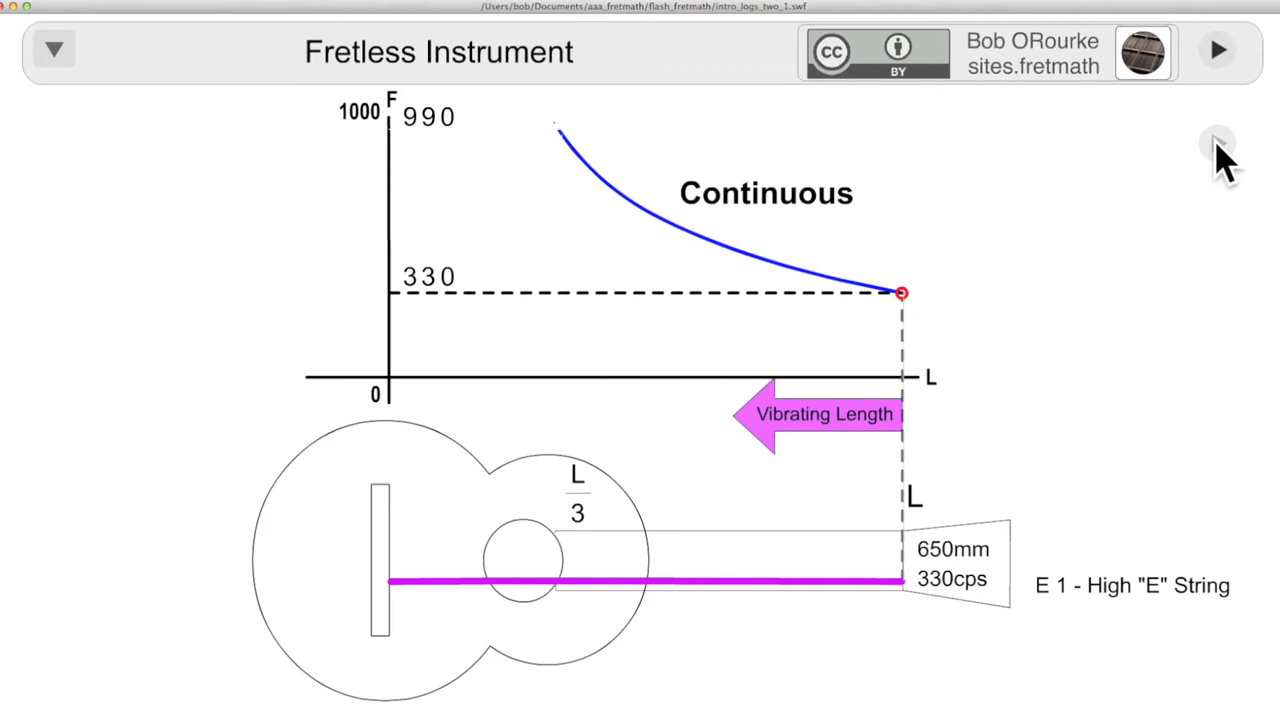 /Users/bob/Documents/aaa_fretmath/flash_fretmath/intro_logs_two_1.swf
Fretless Instrument
cc
BY
Bob ORourke
sites.fretmath
F
1000
990
Continuous
330
L
0
Vibrating Length
L
3
L
650mm
330cps
E 1 - High "E" String